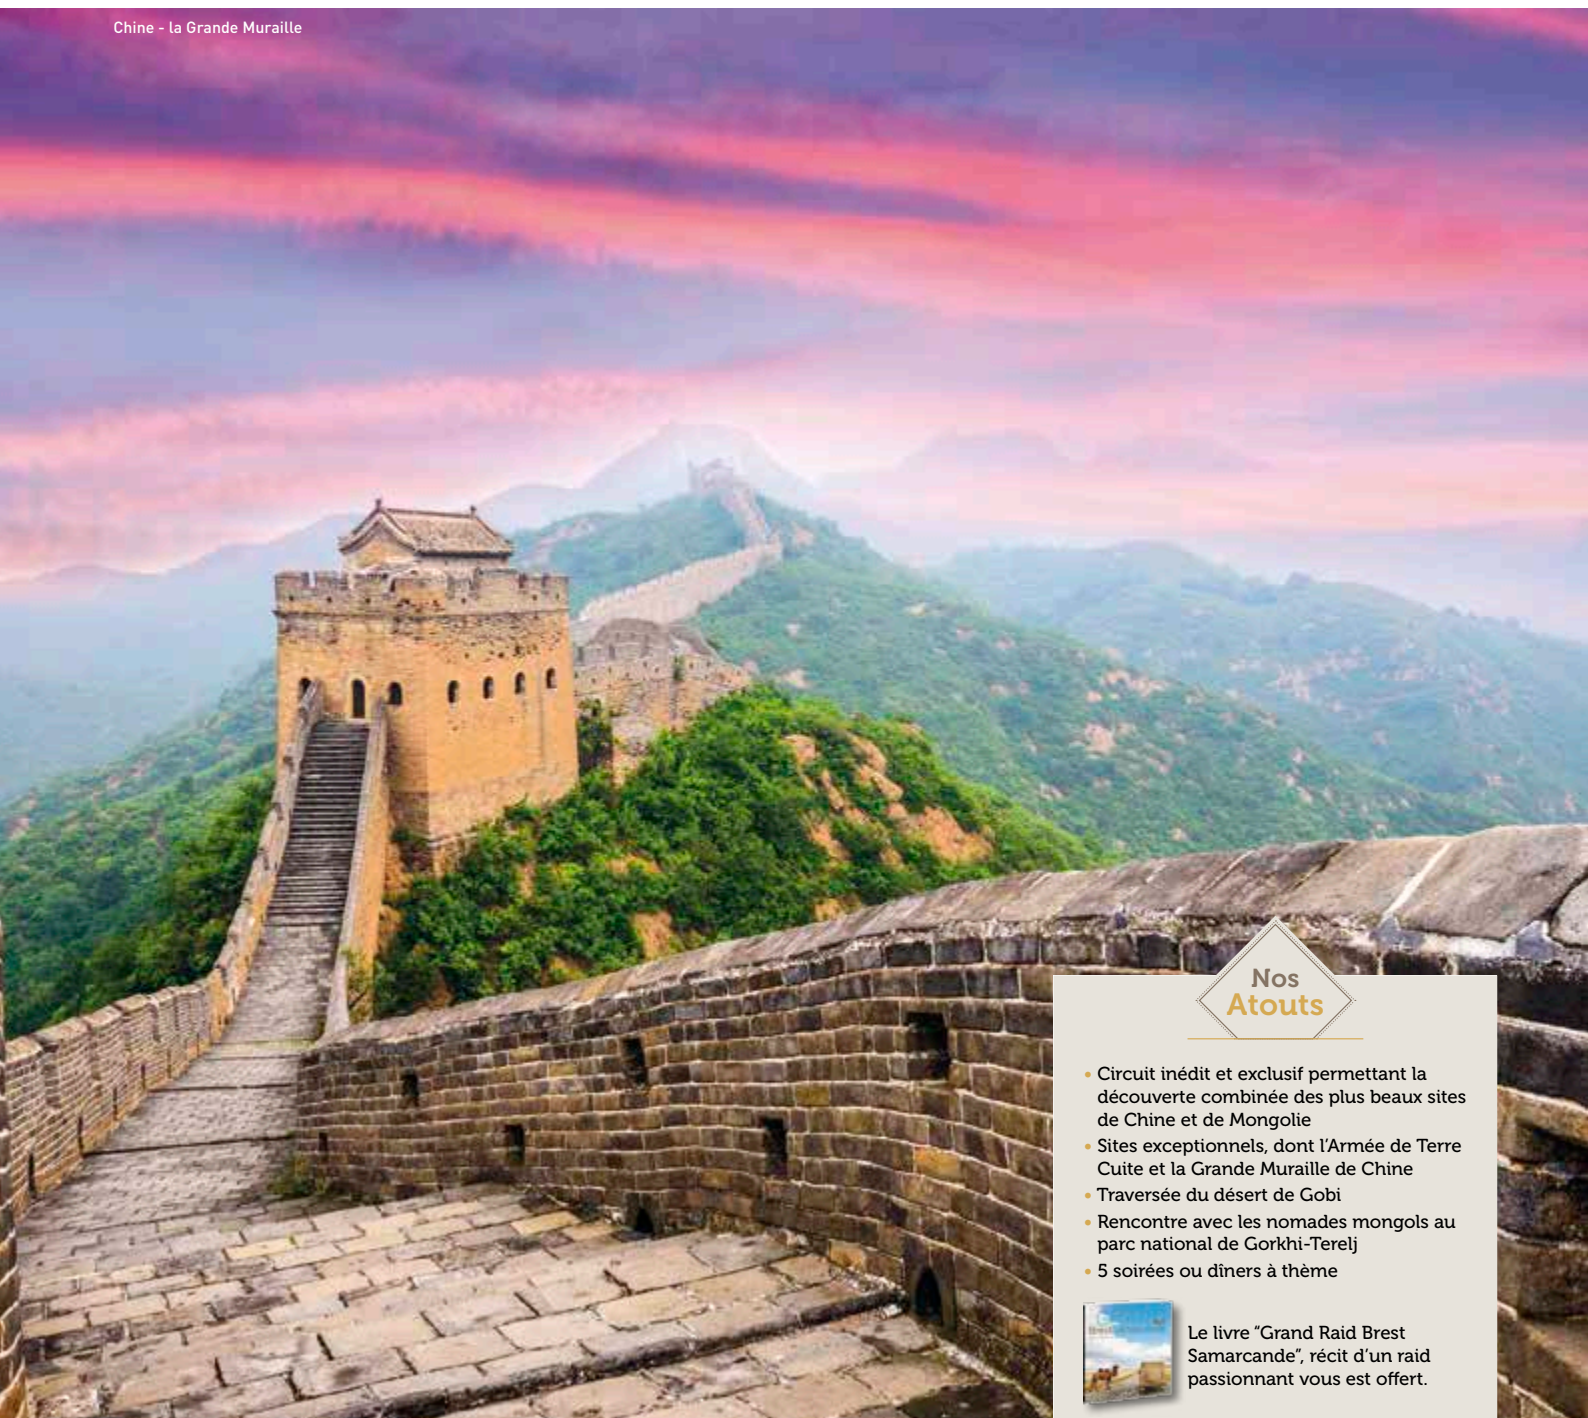 Chine - la Grande Muraille
Nos
Atouts
• Circuit inédit et exclusif permettant la
découverte combinée des plus beaux sites
de Chine et de Mongolie
• Sites exceptionnels, dont l'Armée de Terre
Cuite et la Grande Muraille de Chine
• Traversée du désert de Gobi
• Rencontre avec les nomades mongols au
parc national de Gorkhi-Terelj
• 5 soirées ou dîners à thème
Le livre "Grand Raid Brest
Samarcande", récit d'un raid
passionnant vous est offert.